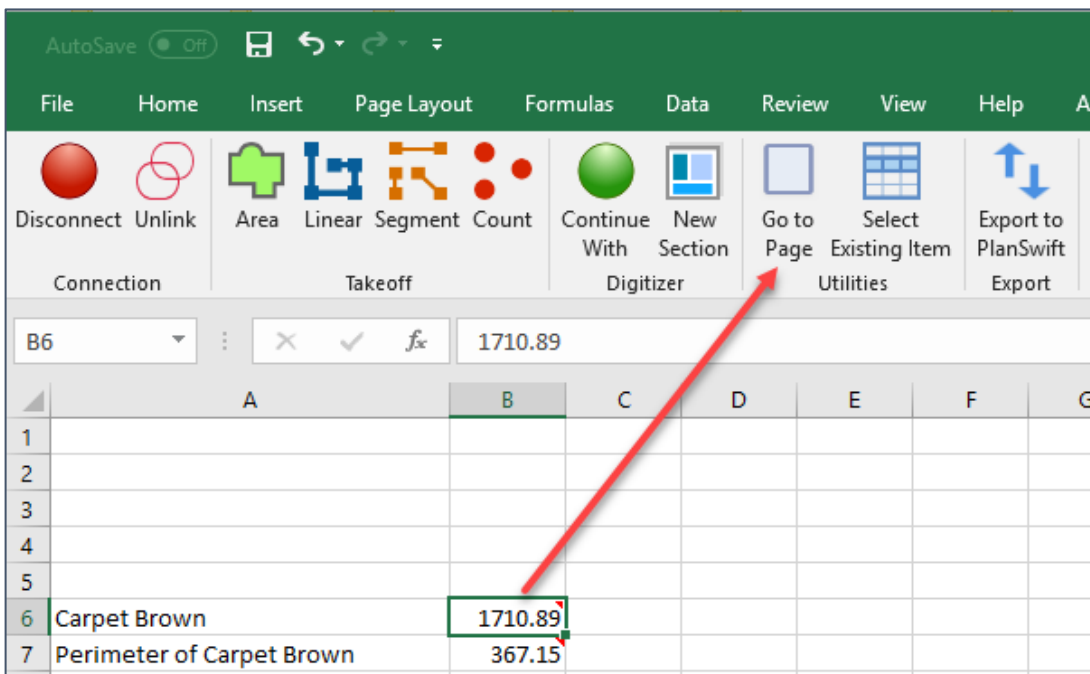 AutoSave Off
File Home Insert Page Layout Formulas Data Review View Help A
Disconnect Unlink Area Linear Segment Count Continue With New Section Go to Page Select Existing Item Export to PlanSwift
Connection Takeoff Digitizer Utilities Export
B6 fx 1710.89
A B C D E F G
1
2
3
4
5
6 Carpet Brown 1710.89
7 Perimeter of Carpet Brown 367.15